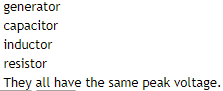 generator
capacitor
inductor
resistor
They all have the same peak voltage.